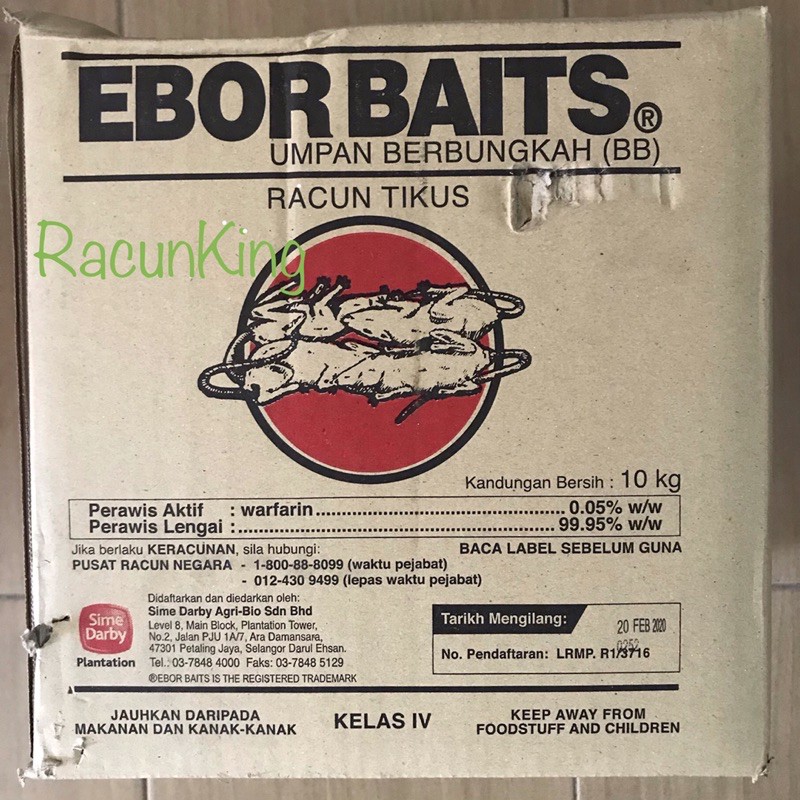 EBOR BAITS®
UMPAN BERBUNGKAH (BB)
RACUN TIKUS
RacunKing
Kandungan Bersih : 10 kg
Perawis Aktif : warfarin........................................ 0.05% w/w
Perawis Lengai :..................................................99.95% w/w
Jika berlaku KERACUNAN, sila hubungi:
BACA LABEL SEBELUM GUNA
PUSAT RACUN NEGARA - 1-800-88-8099 (waktu pejabat)
- 012-430 9499 (lepas waktu pejabat)
Sime
Darby
Plantation
Didaftarkan dan diedarkan oleh:
Sime Darby Agri-Bio Sdn Bhd
Level 8, Main Block, Plantation Tower,
No.2, Jalan PJU 1A/7, Ara Damansara,
47301 Petaling Jaya, Selangor Darul Ehsan.
Tel.: 03-7848 4000 Faks: 03-7848 5129
®EBOR BAITS IS THE REGISTERED TRADEMARK
Tarikh Mengilang:
20 FEB 2020
0252
No. Pendaftaran: LRMP. R1/3716
JAUHKAN DARIPADA
MAKANAN DAN KANAK-KANAK
KELAS IV
KEEP AWAY FROM
FOODSTUFF AND CHILDREN